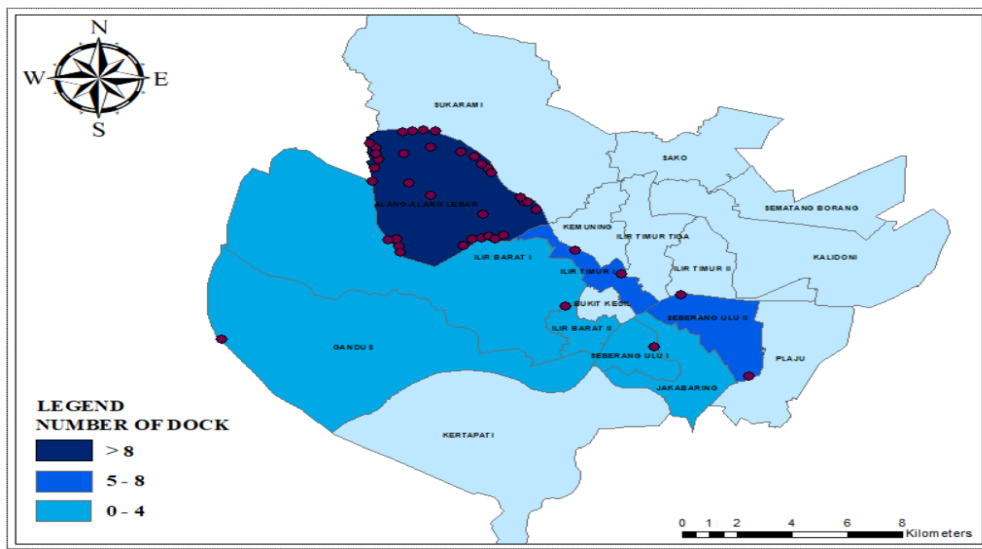 N
W E
S
SUKARAMI
SAKO
SEMATANG BORANG
ALANG-ALANG LEBAR
KEMUNING
ILIR TIMUR TIGA
ILIR BARAT I
KALIDONI
ILIR TIMUR I
ILIR TIMUR II
BUKIT KECIL
SEBERANG ULU II
ILIR BARAT II
GANDUS
SEBERANG ULU I
PLAJU
JAKABARING
KERTAPATI
LEGEND
NUMBER OF DOCK
> 8
5 - 8
0 - 4
0 1 2 4 6 8
Kilometers